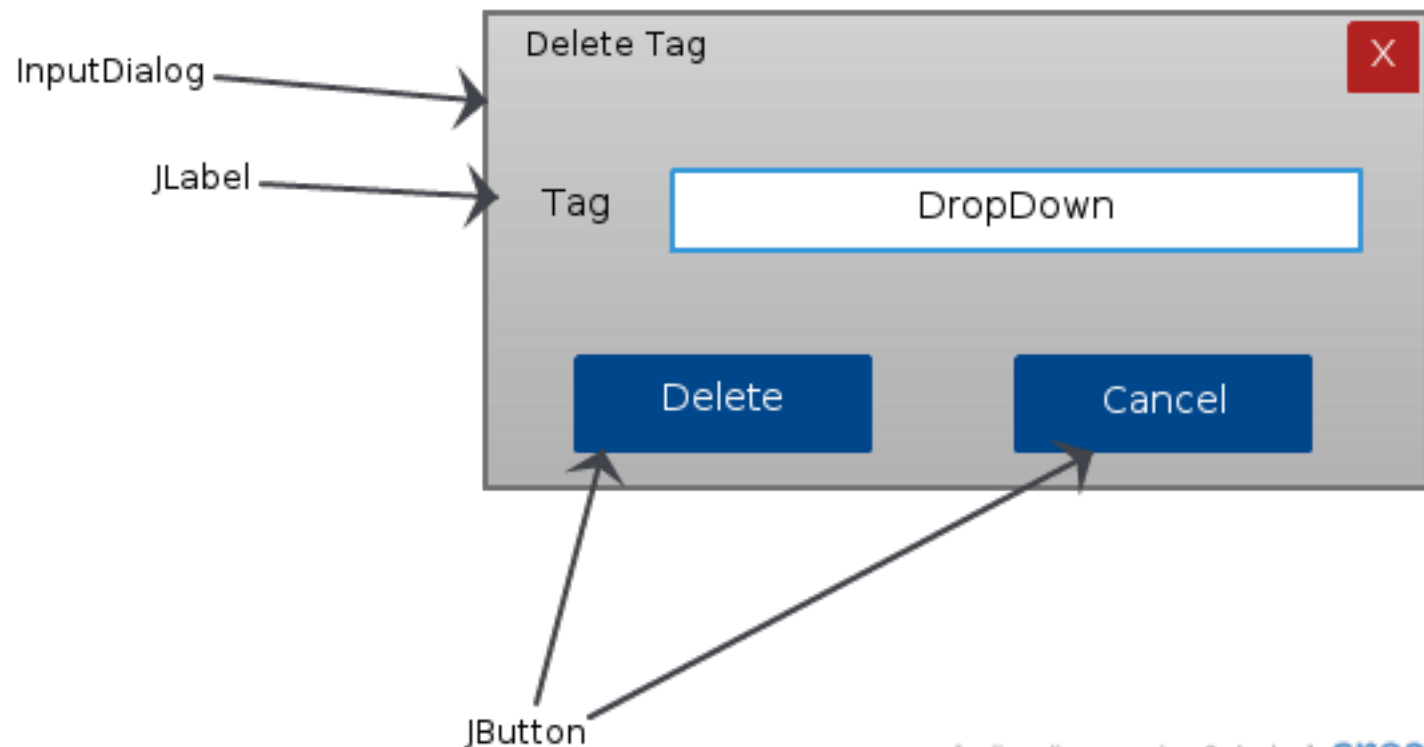 Delete Tag
X
InputDialog
JLabel
Tag
DropDown
Delete
Cancel
JButton